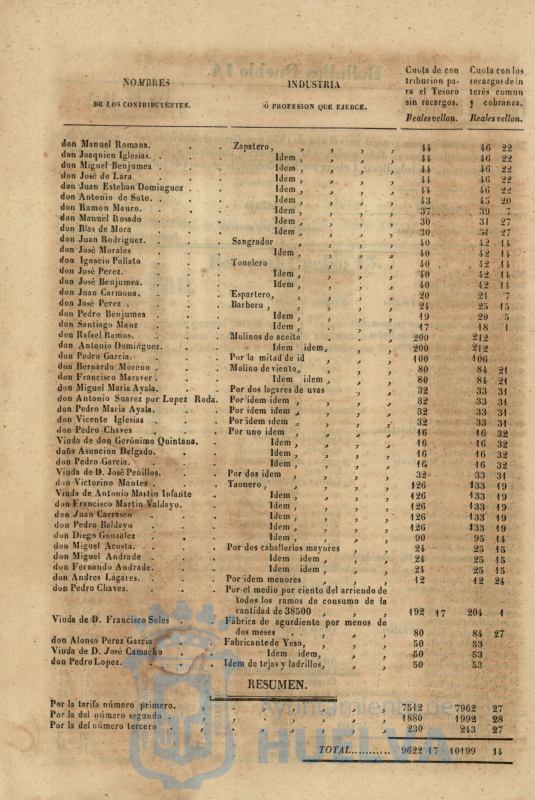 NOMBRES
DE LOS CONTRIBUYENTES.
INDUSTRIA
Ó PROFESION QUE EJERCE.
Cuota de con
tribucion pa-
ra el Tesoro
sin racargos.
Reales vellon.
Cuota con los
recargos de in
terés comun
y cobranza.
Reales vellon.
don Manuel Romana. Zapatero, 44 46 22
don Joaquien Iglesias. Idem, 44 46 22
don Miguel Benjumea Idem, 44 46 22
don José de Lara Idem, 44 46 22
don Juan Esteban Dominguez Idem, 44 46 22
don Antonio de Soto. Idem, 43 45 20
don Ramon Mauro. Idem, 37 39 7
don Manuel Rosado Idem, 30 31 27
don Blas de Mora Idem, 30 31 27
don Juan Rodriguez. Sangrador 40 42 14
don José Morales Idem, 40 42 14
don Ignacio Pollato Tonelero 40 42 14
don José Perez. Idem, 40 42 14
don José Benjumea. Idem, 40 42 14
don Juan Carmona. Espartero, 20 21 7
don José Perez. Barbero, 24 25 15
don Pedro Benjumea Idem, 19 20 5
don Santiago Mauz Idem, 17 18 1
don Rafael Ramos. Molinos de aceite 200 212
don Antonio Domiñguez. Idem idem, 200 212
don Pedro Garcia. Por la mitad de id 100 106
don Bernardo Moreno Molino de viento, 80 84 21
don Francisco Maraver. Idem idem, 80 84 21
don Miguel Maria Ayala. Por dos lagares de uvas 32 33 31
don Antonio Suarez por Lopez Roda. Por idem idem, 32 33 31
don Pedro Maria Ayala. Por idem idem, 32 33 31
don Vicente Iglesias Por idem idem, 32 33 31
don Pedro Chaves Por uno idem 16 16 32
Viuda de don Gerónimo Quintana. Idem, 16 16 32
doña Asuncion Delgado. Idem, 16 16 32
don Pedro Garcia. Idem, 16 16 32
Viuda de D. José Penillos. Por dos idem 32 33 31
don Victorino Mantes Taonero, 126 133 19
Viuda de Antonio Martin Infante Idem, 126 133 19
don Francisco Martin Valdayo. Idem, 126 133 19
don Juan Carrasco Idem, 126 133 19
don Pedro Baldayo Idem, 126 133 19
don Diego Gonzalez Idem, 90 95 14
don Miguel Acosta. Por dos caballerias mayores 24 25 15
don Miguel Andrade Idem idem, 24 25 15
don Fernando Andrade. Idem idem, 24 25 15
don Andres Lagares. Por idem menores 12 12 24
don Pedro Chaves. Por el medio por ciento del arriendo de
todos los ramos de consumo de la
cantidad de 38500 192 17 204 1
Viuda de D. Francisco Soles Fábrica de agurdiente por menos de
dos meses 80 84 27
don Alonso Perez Garcia Fabricante de Yeso, 50 53
Viuda de D. José Camacho Idem idem, 50 53
don Pedro Lopez. Idem de tejas y ladrillos, 50 53
RESUMEN.
Por la tarifa número primero. 7512 7962 27
Por la del número segundo 1880 1992 28
Por la del número tercero 230 243 27
TOTAL........... 9622 17 10199 14
Ayuntamiento de
HUELVA